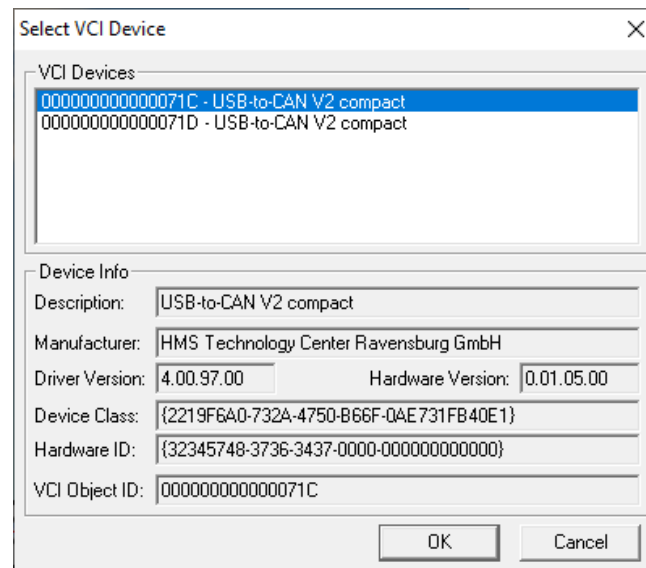 Select VCI Device
VCI Devices
000000000000071C - USB-to-CAN V2 compact
000000000000071D - USB-to-CAN V2 compact
Device Info
Description: USB-to-CAN V2 compact
Manufacturer: HMS Technology Center Ravensburg GmbH
Driver Version: 4.00.97.00 Hardware Version: 0.01.05.00
Device Class: {2219F6A0-732A-4750-B66F-0AE731FB40E1}
Hardware ID: {32345748-3736-3437-0000-000000000000}
VCI Object ID: 000000000000071C
OK Cancel